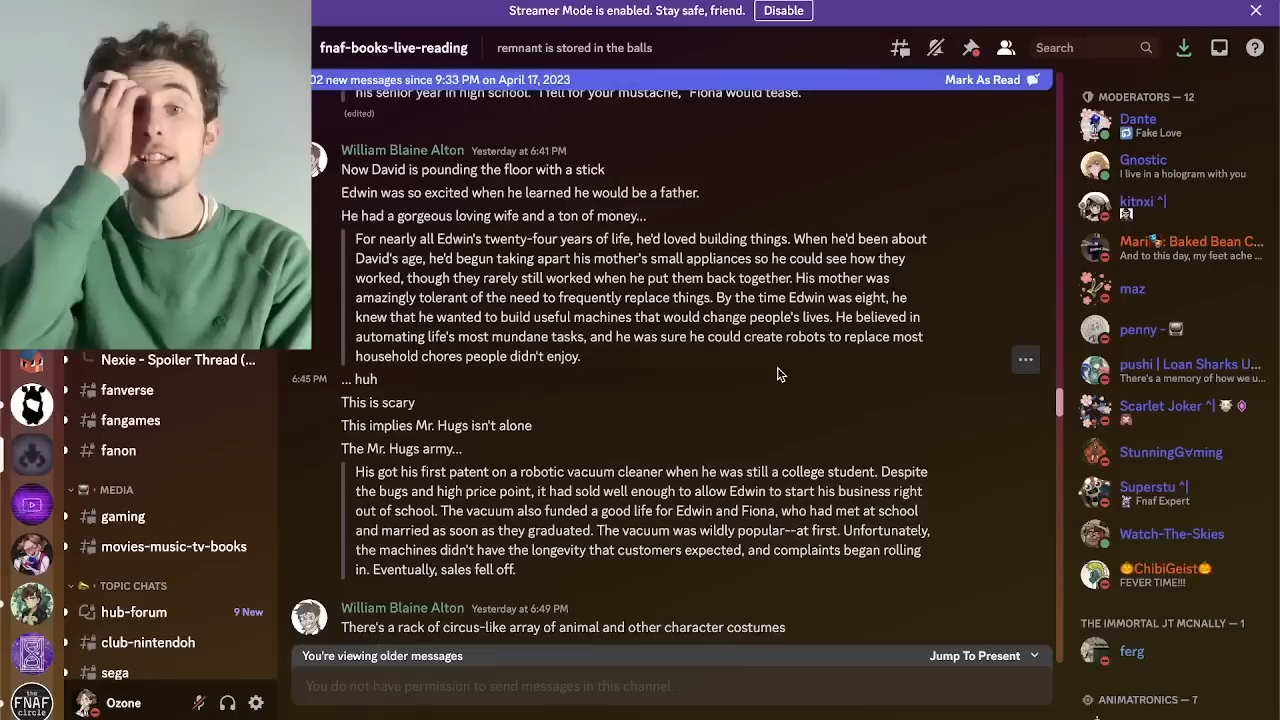 Streamer Mode is enabled. Stay safe, friend.
Disable
fnaf-books-live-reading
remnant is stored in the balls
Search
02 new messages since 9:33 PM on April 17, 2023
Mark As Read
his senior year in high school. "I fell for your mustache," Fiona would tease.
(edited)
William Blaine Alton Yesterday at 6:41 PM
Now David is pounding the floor with a stick
Edwin was so excited when he learned he would be a father.
He had a gorgeous loving wife and a ton of money...
For nearly all Edwin's twenty-four years of life, he'd loved building things. When he'd been about
David's age, he'd begun taking apart his mother's small appliances so he could see how they
worked, though they rarely still worked when he put them back together. His mother was
amazingly tolerant of the need to frequently replace things. By the time Edwin was eight, he
knew that he wanted to build useful machines that would change people's lives. He believed in
automating life's most mundane tasks, and he was sure he could create robots to replace most
household chores people didn't enjoy.
6:45 PM
... huh
This is scary
This implies Mr. Hugs isn't alone
The Mr. Hugs army...
His got his first patent on a robotic vacuum cleaner when he was still a college student. Despite
the bugs and high price point, it had sold well enough to allow Edwin to start his business right
out of school. The vacuum also funded a good life for Edwin and Fiona, who had met at school
and married as soon as they graduated. The vacuum was wildly popular--at first. Unfortunately,
the machines didn't have the longevity that customers expected, and complaints began rolling
in. Eventually, sales fell off.
William Blaine Alton Yesterday at 6:49 PM
There's a rack of circus-like array of animal and other character costumes
You're viewing older messages
Jump To Present
You do not have permission to send messages in this channel.
Nexie - Spoiler Thread (...
fanverse
fangames
fanon
MEDIA
gaming
movies-music-tv-books
TOPIC CHATS
hub-forum
9 New
club-nintendoh
sega
Ozone
THE
FNAF
circle
MODERATORS — 12
Dante
Fake Love
Gnostic
I live in a hologram with you
kitnxi ^|
Mari: Baked Bean C...
And to this day, my feet ache ...
maz
penny -
pushi | Loan Sharks U...
There's a memory of how we u...
Scarlet Joker ^|
StunningG∀ming
Superstu ^|
Fnaf Expert
Watch-The-Skies
ChibiGeist
FEVER TIME!!!
THE IMMORTAL JT MCNALLY — 1
ferg
ANIMATRONICS — 7